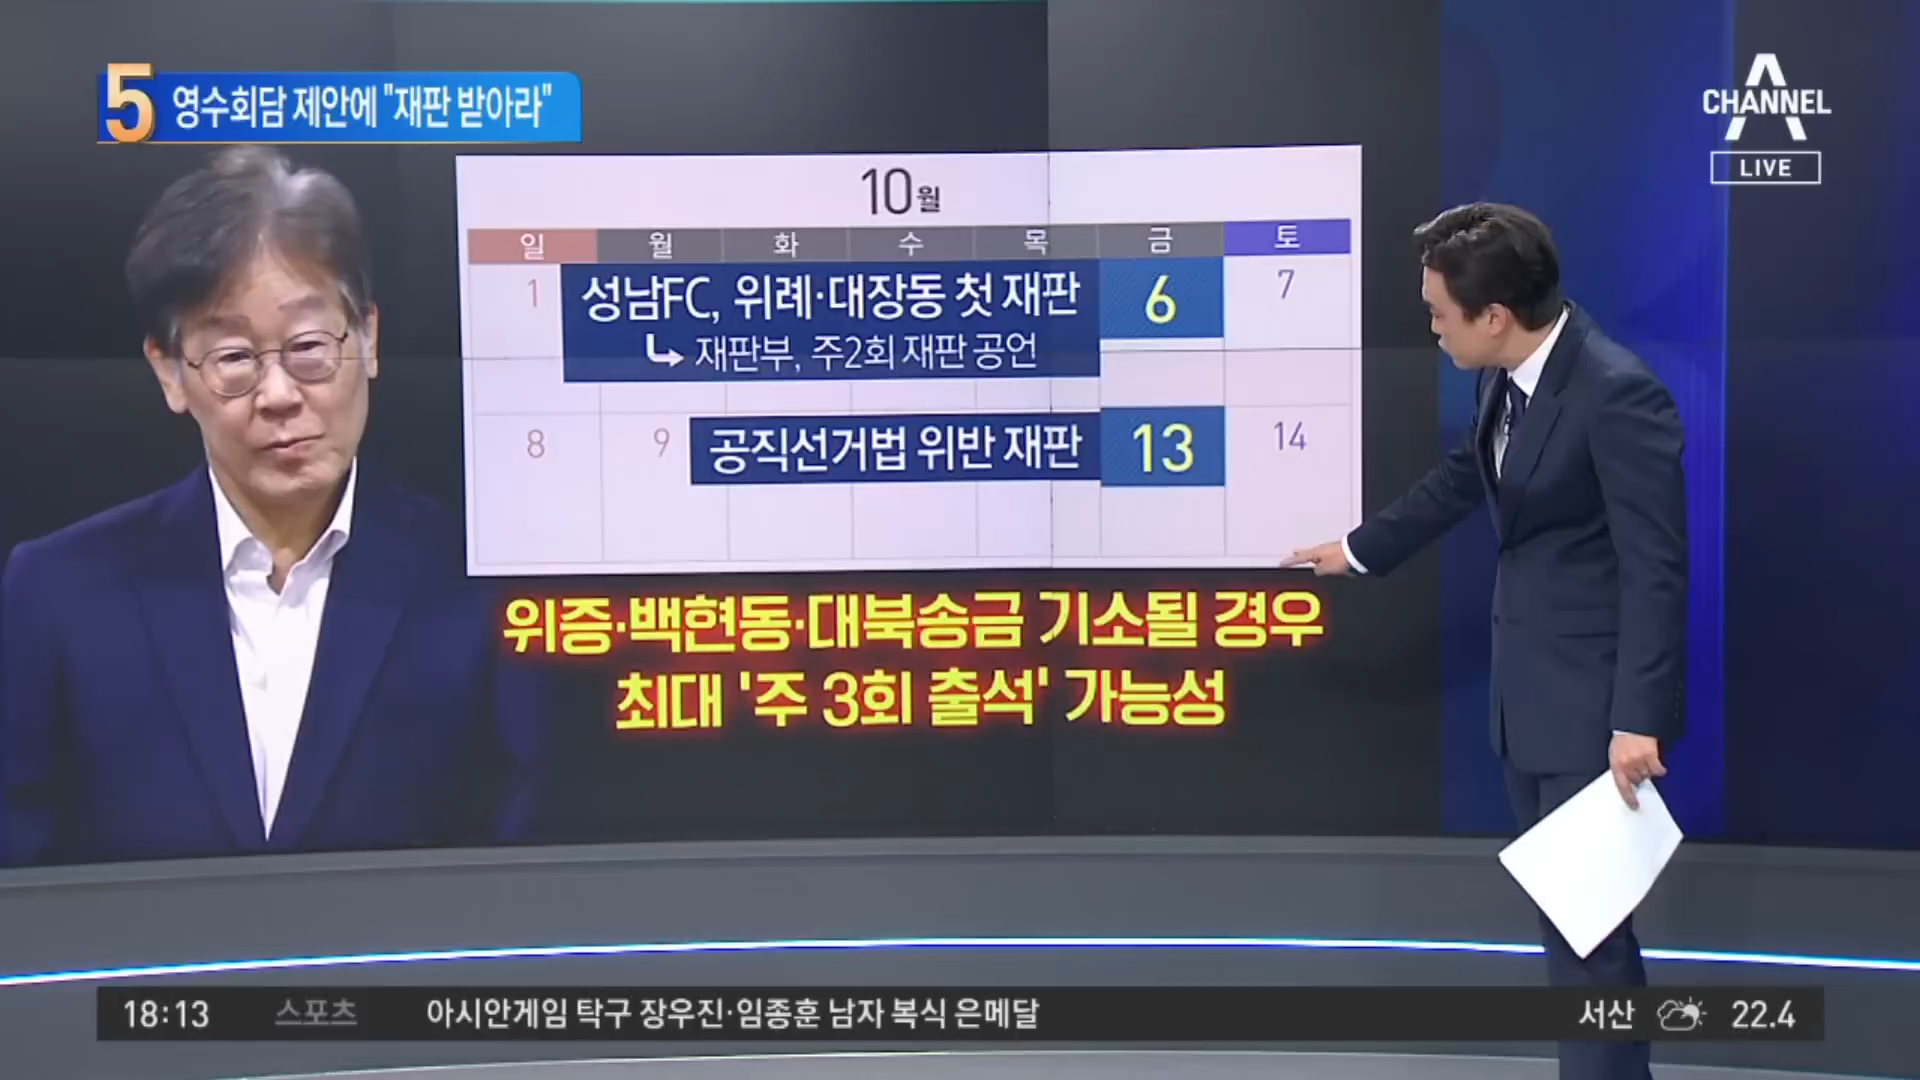 5 영수회담 제안에 "재판 받아라"
CHANNEL A
LIVE
10월
일 월 화 수 목 금 토
1 성남FC, 위례·대장동 첫 재판 6 7
재판부, 주2회 재판 공언
8 9 공직선거법 위반 재판 13 14
위증·백현동·대북송금 기소될 경우
최대 '주 3회 출석' 가능성
18:13 스포츠 아시안게임 탁구 장우진·임종훈 남자 복식 은메달 서산 22.4